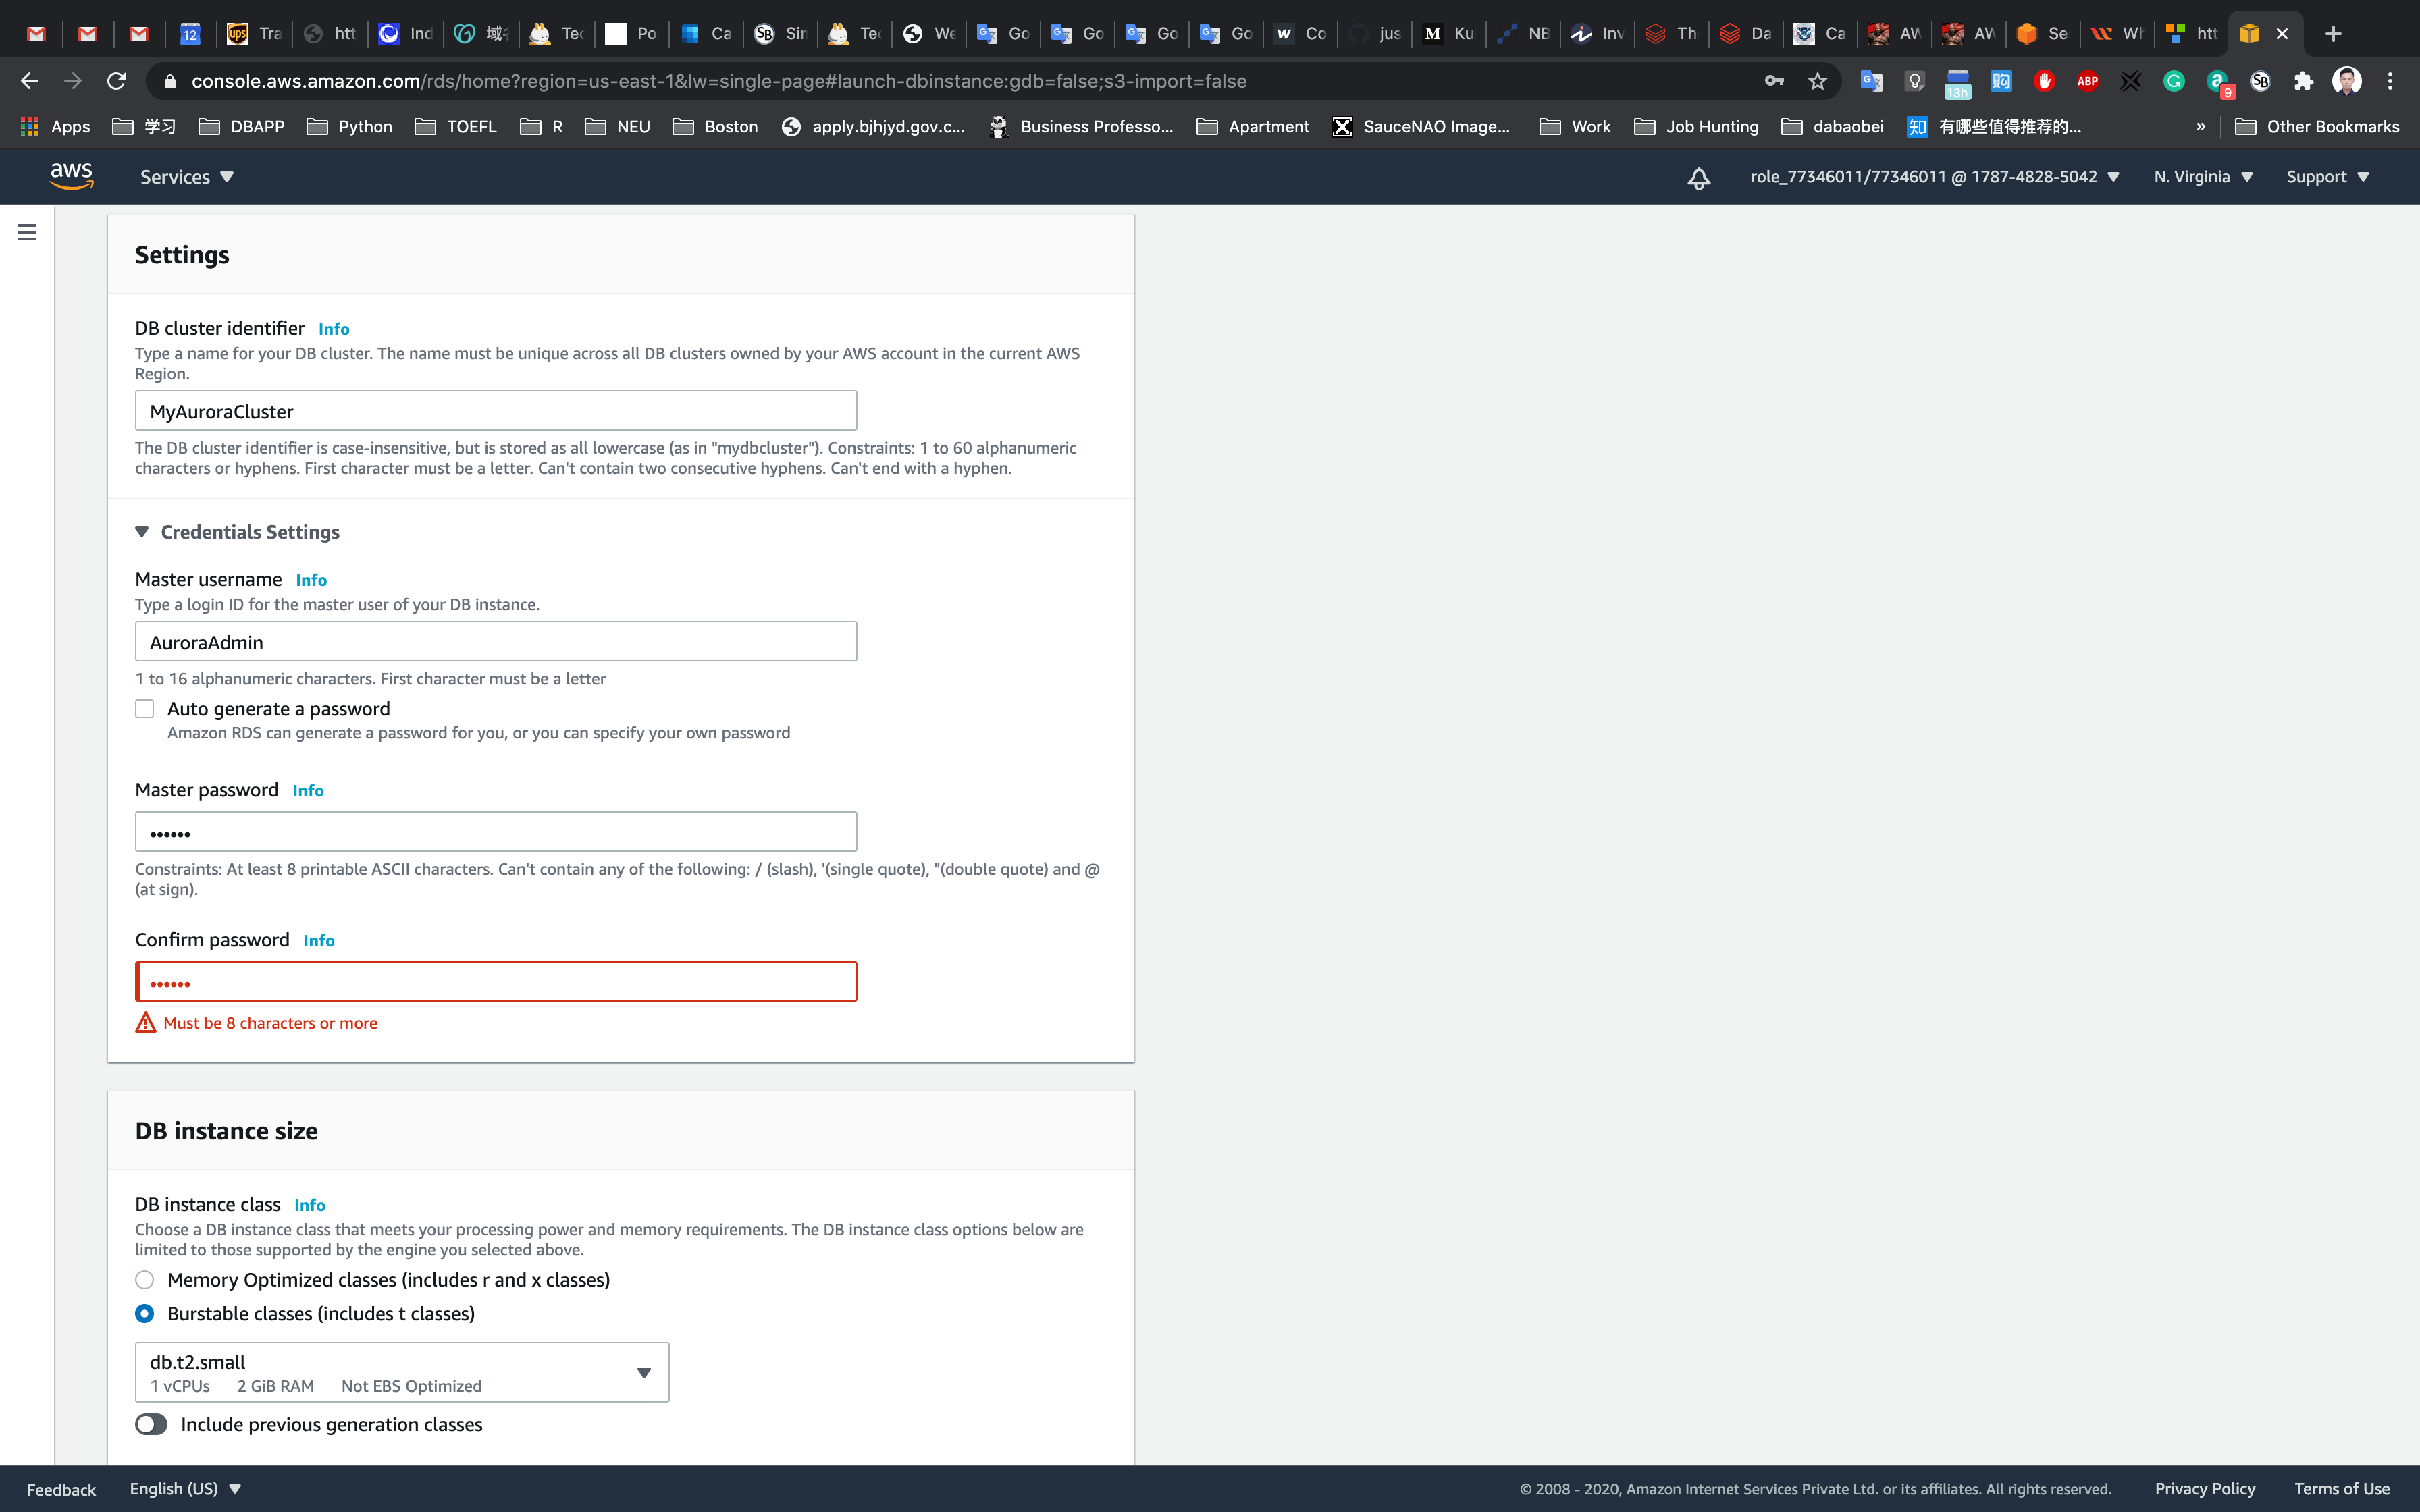 12
Tra
htt
Ind
Tec
Po
Ca
SB
Sin
Tec
We
Go
Go
Go
Go
Co
jus
M
Ku
NB
Inv
Th
Da
Ca
AW
AW
Se
Wh
htt
console.aws.amazon.com/rds/home?region=us-east-1&lw=single-page#launch-dbinstance:gdb=false;s3-import=false
13h
ABP
9
SB
Apps
学习
DBAPP
Python
TOEFL
R
NEU
Boston
apply.bjhjyd.gov.c...
Business Professo...
Apartment
SauceNAO Image...
Work
Job Hunting
dabaobei
知 有哪些值得推荐的...
»
Other Bookmarks
aws
Services
role_77346011/77346011 @ 1787-4828-5042
N. Virginia
Support
Settings
DB cluster identifier Info
Type a name for your DB cluster. The name must be unique across all DB clusters owned by your AWS account in the current AWS
Region.
MyAuroraCluster
The DB cluster identifier is case-insensitive, but is stored as all lowercase (as in "mydbcluster"). Constraints: 1 to 60 alphanumeric
characters or hyphens. First character must be a letter. Can't contain two consecutive hyphens. Can't end with a hyphen.
Credentials Settings
Master username Info
Type a login ID for the master user of your DB instance.
AuroraAdmin
1 to 16 alphanumeric characters. First character must be a letter
Auto generate a password
Amazon RDS can generate a password for you, or you can specify your own password
Master password Info
••••••
Constraints: At least 8 printable ASCII characters. Can't contain any of the following: / (slash), '(single quote), "(double quote) and @
(at sign).
Confirm password Info
••••••
Must be 8 characters or more
DB instance size
DB instance class Info
Choose a DB instance class that meets your processing power and memory requirements. The DB instance class options below are
limited to those supported by the engine you selected above.
Memory Optimized classes (includes r and x classes)
Burstable classes (includes t classes)
db.t2.small
1 vCPUs 2 GiB RAM Not EBS Optimized
Include previous generation classes
Feedback
English (US)
© 2008 - 2020, Amazon Internet Services Private Ltd. or its affiliates. All rights reserved.
Privacy Policy
Terms of Use